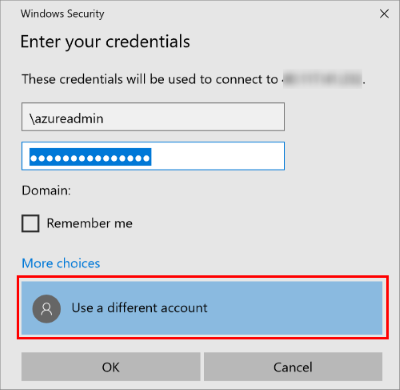 Windows Security
Enter your credentials
These credentials will be used to connect to
\azureadmin
●●●●●●●●●●●●●●●
Domain:
Remember me
More choices
Use a different account
OK
Cancel